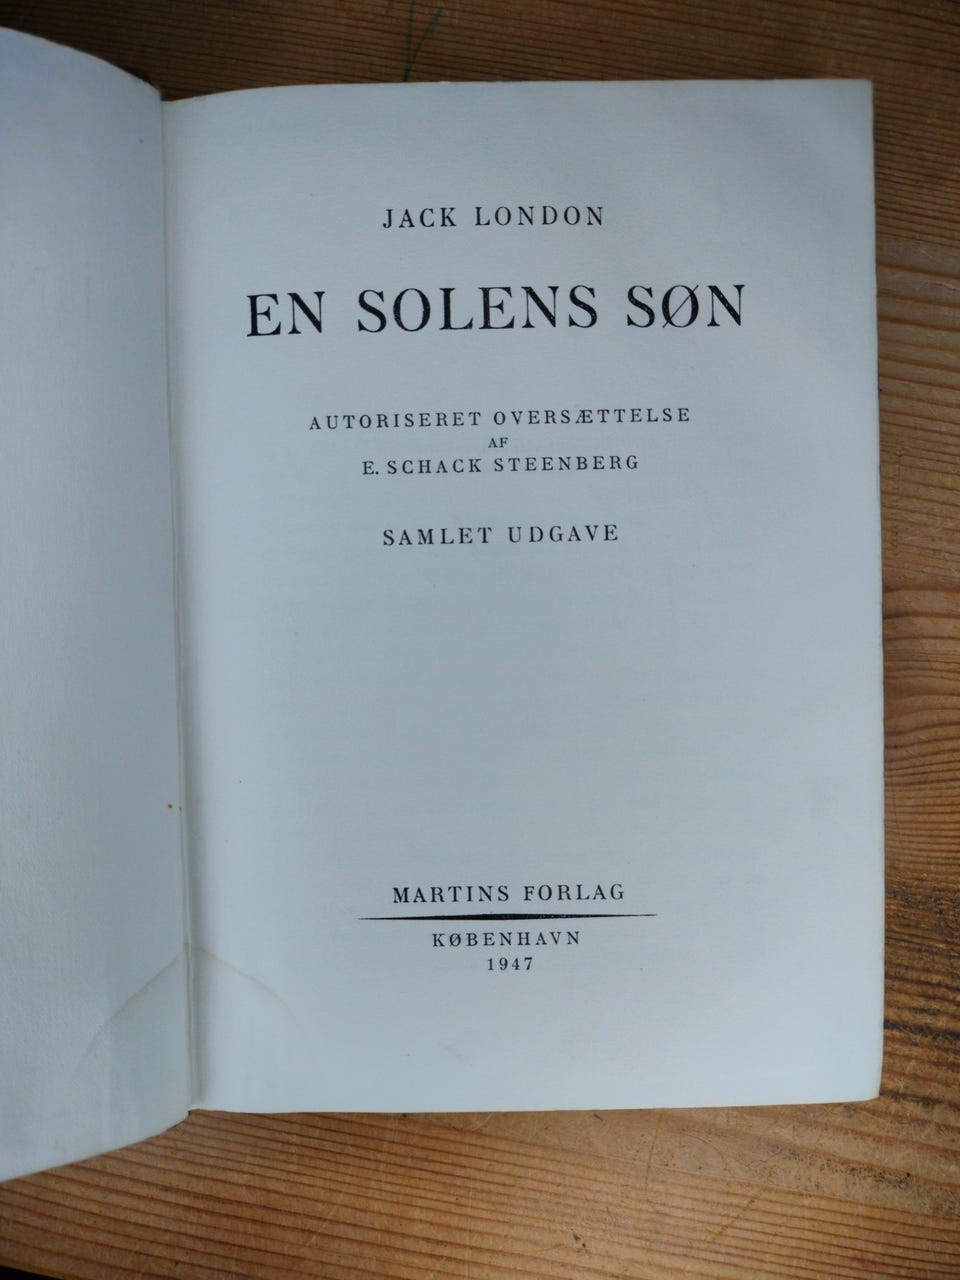 JACK LONDON
EN SOLENS SØN
AUTORISERET OVERSÆTTELSE
AF
E. SCHACK STEENBERG
SAMLET UDGAVE
MARTINS FORLAG
KØBENHAVN
1947